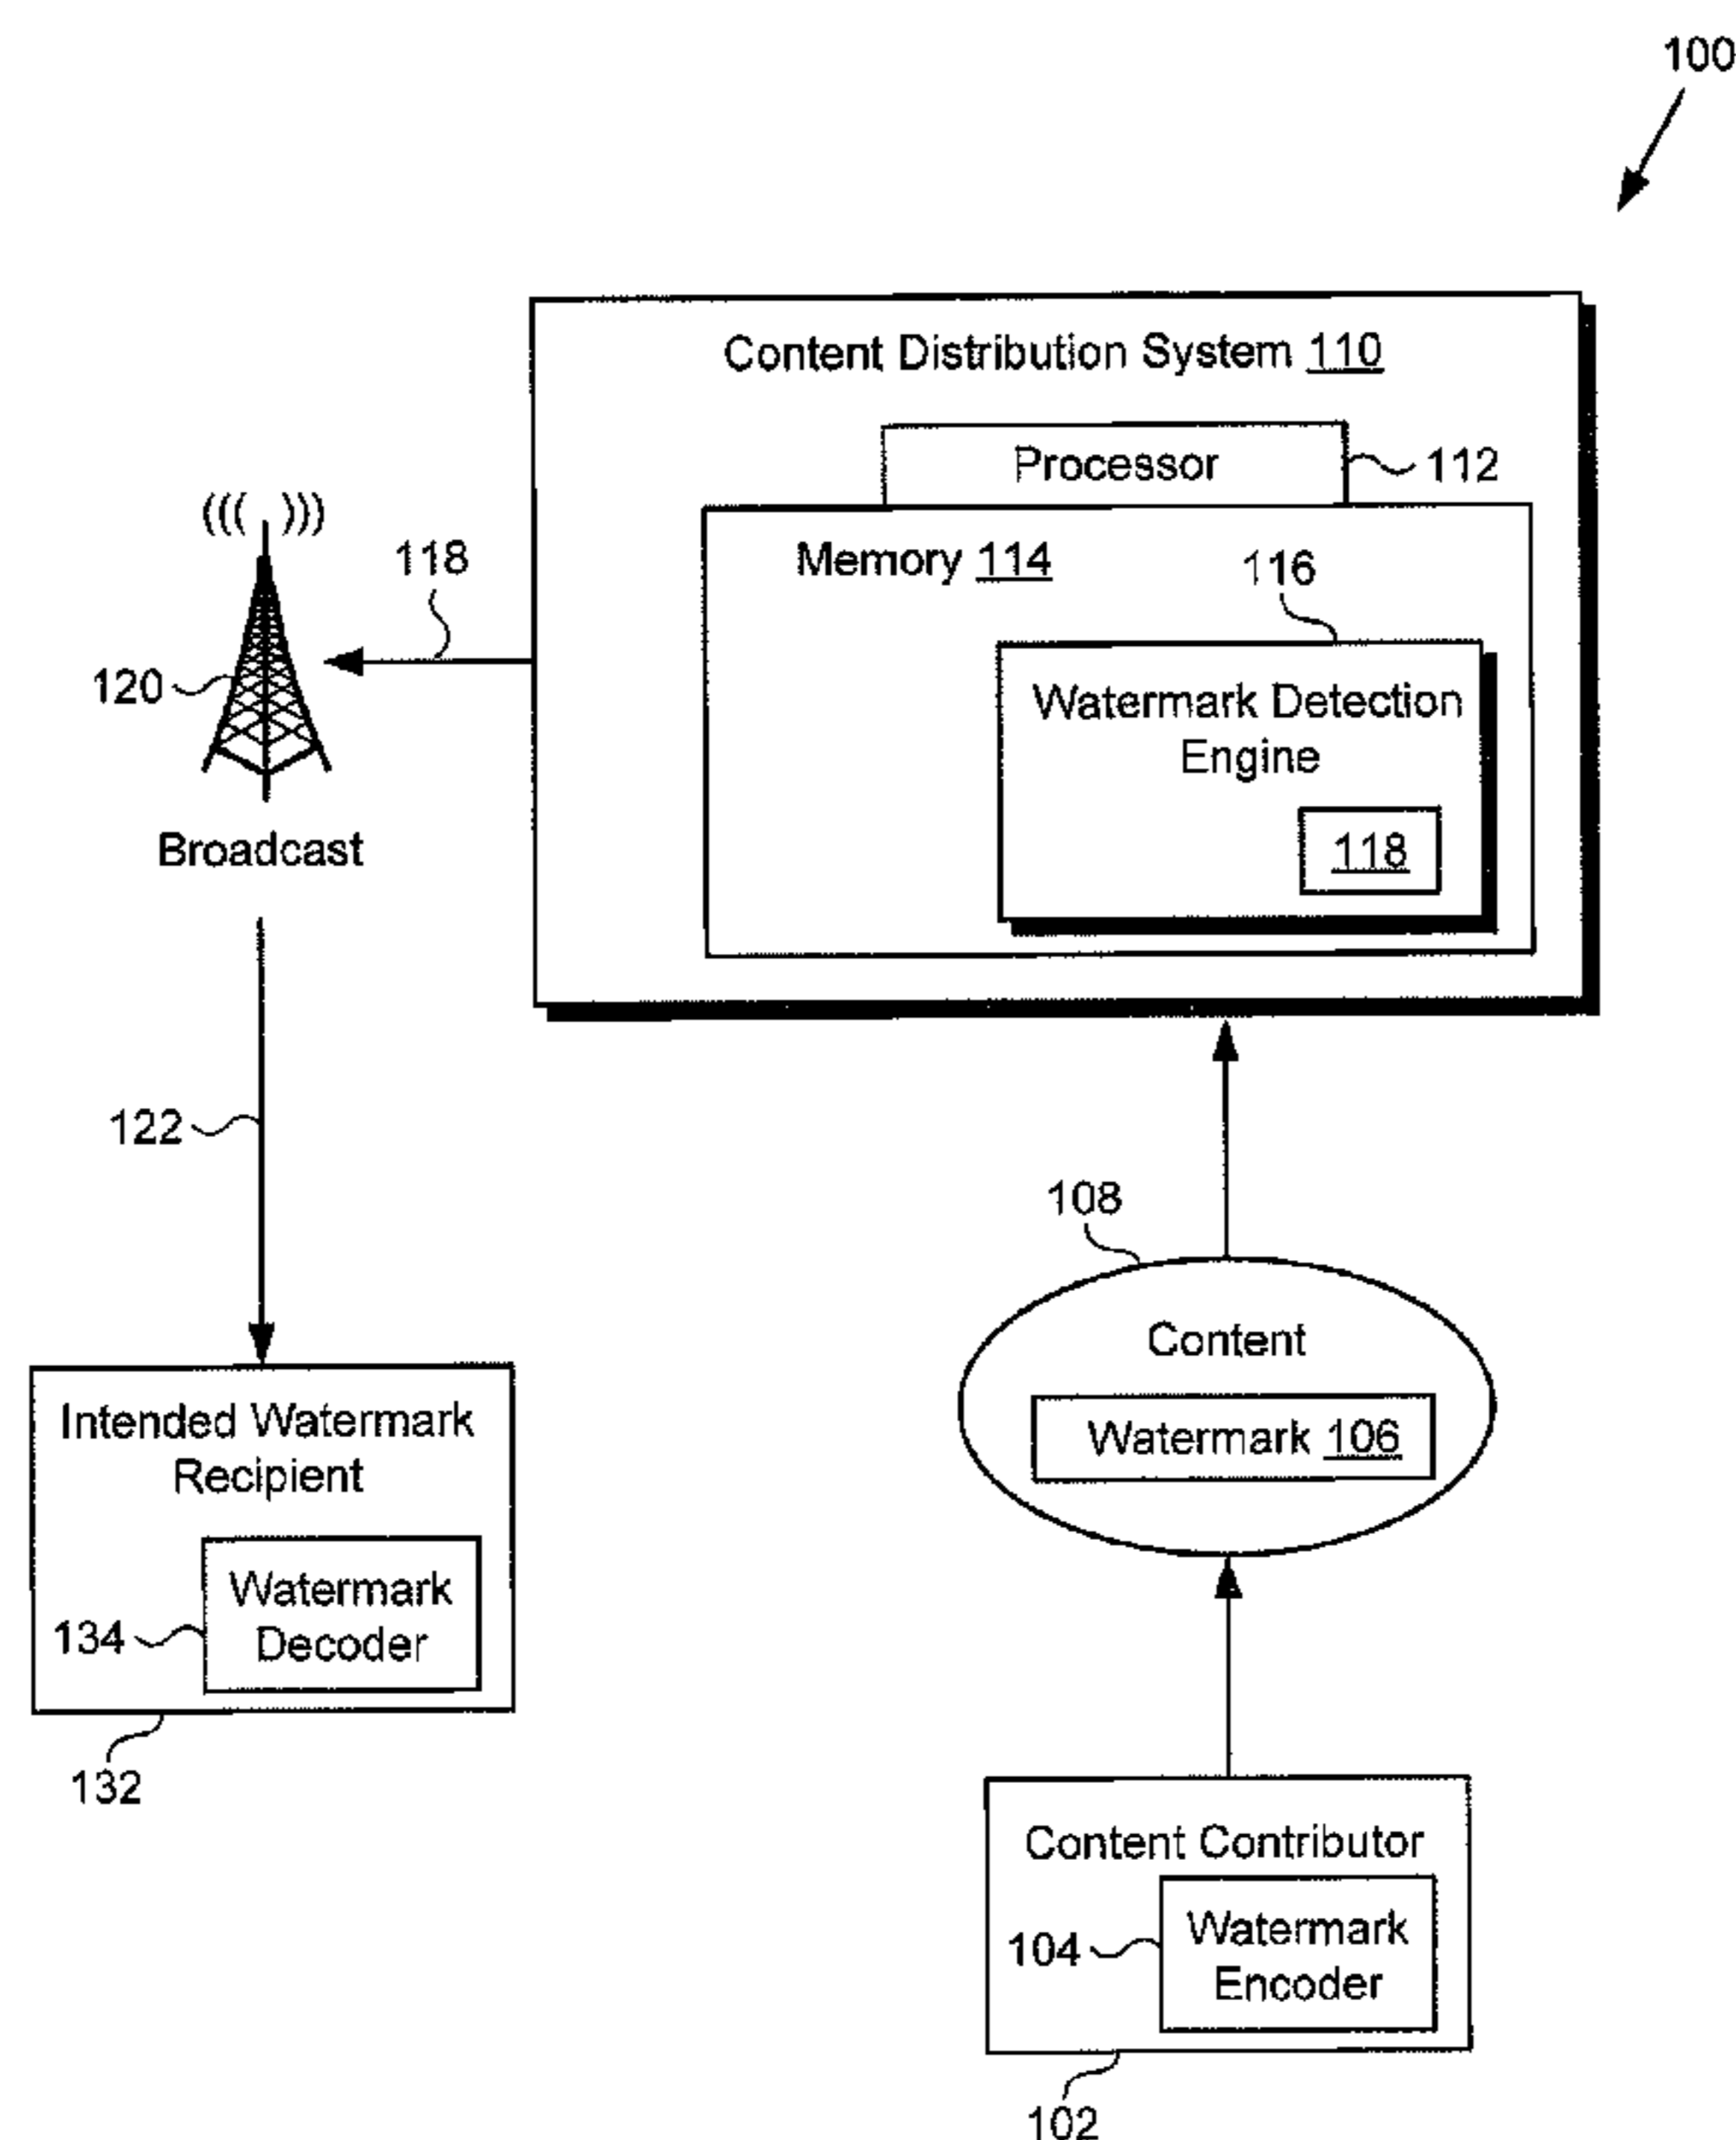 100
Content Distribution System 110
Processor
112
((( )))
118
Memory 114
116
120
Watermark Detection
Engine
118
Broadcast
122
108
Content
Watermark 106
Intended Watermark
Recipient
Watermark
Decoder
134
132
Content Contributor
Watermark
Encoder
104
102